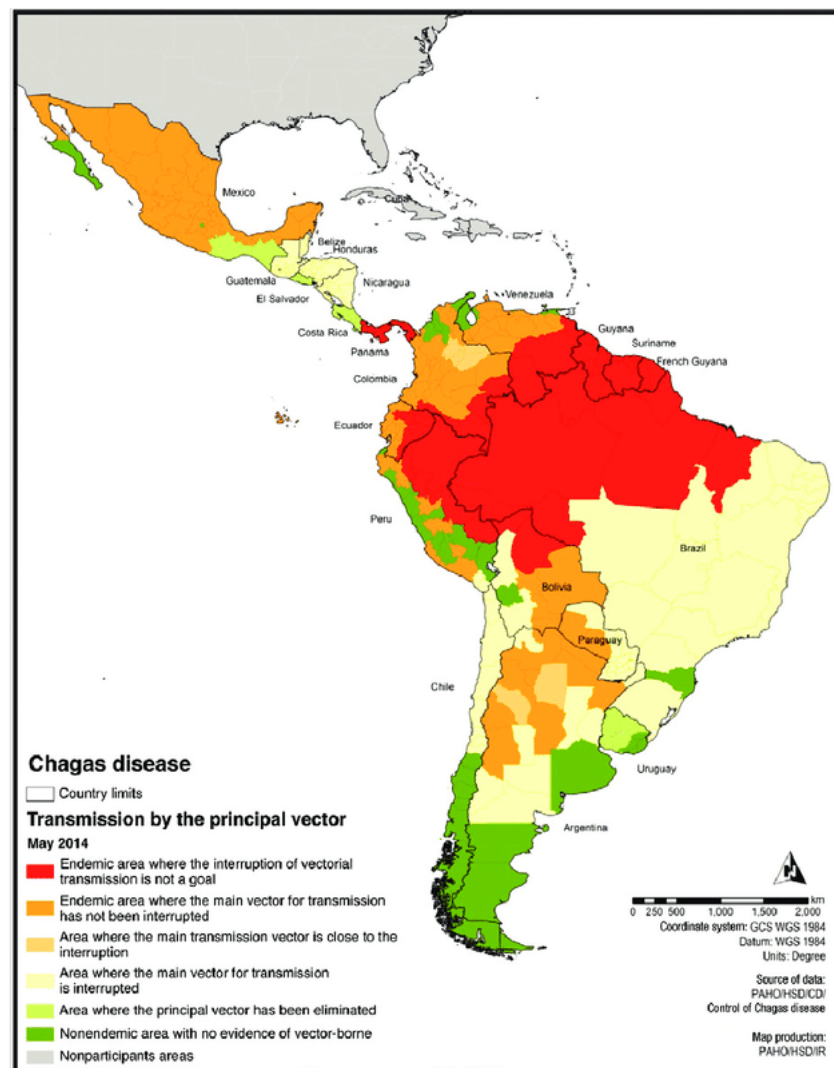 Mexico
Cuba
Belize
Honduras
Guatemala
Nicaragua
El Salvador
Venezuela
Costa Rica
Guyana
Panama
Suriname
French Guyana
Colombia
Ecuador
Peru
Brazil
Bolivia
Paraguay
Chile
Uruguay
Argentina
Chagas disease
Country limits
Transmission by the principal vector
May 2014
Endemic area where the interruption of vectorial
transmission is not a goal
Endemic area where the main vector for transmission
has not been interrupted
Area where the main transmission vector is close to the
interruption
Area where the main vector for transmission
is interrupted
Area where the principal vector has been eliminated
Nonendemic area with no evidence of vector-borne
Nonparticipants areas
N
km
0 250 500 1,000 1,500 2,000
Coordinate system: GCS WGS 1984
Datum: WGS 1984
Units: Degree
Source of data:
PAHO/HSD/CD/
Control of Chagas disease
Map production:
PAHO/HSD/IR